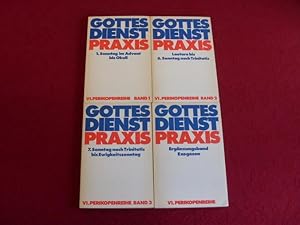 GOTTES
DIENST
PRAXIS
1. Sonntag im Advent
bis Okuli
VI. PERIKOPENREIHE BAND 1
GOTTES
DIENST
PRAXIS
Laetare bis
6. Sonntag nach Trinitatis
VI. PERIKOPENREIHE BAND 2
GOTTES
DIENST
PRAXIS
7. Sonntag nach Trinitatis
bis Ewigkeitssonntag
VI. PERIKOPENREIHE BAND 3
GOTTES
DIENST
PRAXIS
Ergänzungsband
Exegesen
VI. PERIKOPENREIHE